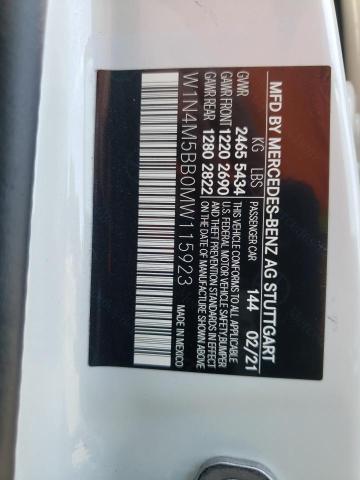 MFD BY MERCEDES-BENZ AG STUTTGART
KG LBS PASSENGER CAR 144 02/21
GVWR 2465 5434 THIS VEHICLE CONFORMS TO ALL APPLICABLE
GAWR FRONT 1220 2690 U.S. FEDERAL MOTOR VEHICLE SAFETY, BUMPER
GAWR REAR 1280 2822 AND THEFT PREVENTION STANDARDS IN EFFECT
ON THE DATE OF MANUFACTURE SHOWN ABOVE
W1N4M5BB0MW115923 MADE IN MEXICO